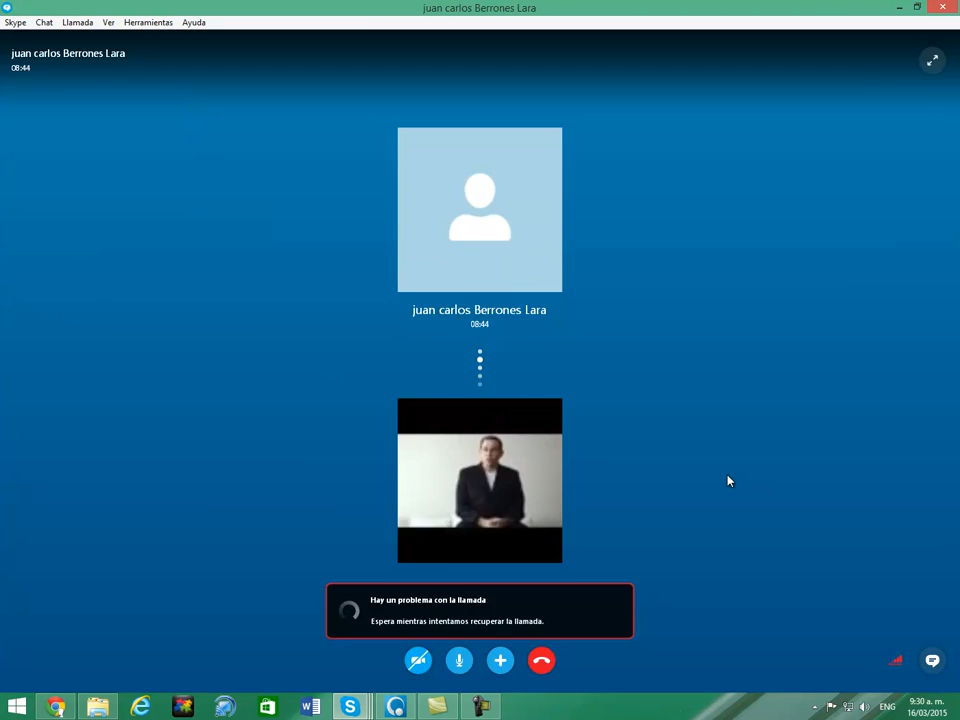 juan carlos Berrones Lara
Skype Chat Llamada Ver Herramientas Ayuda
juan carlos Berrones Lara
08:44
juan carlos Berrones Lara
08:44
Hay un problema con la llamada
Espera mientras intentamos recuperar la llamada.
ENG
9:30 a. m.
16/03/2015